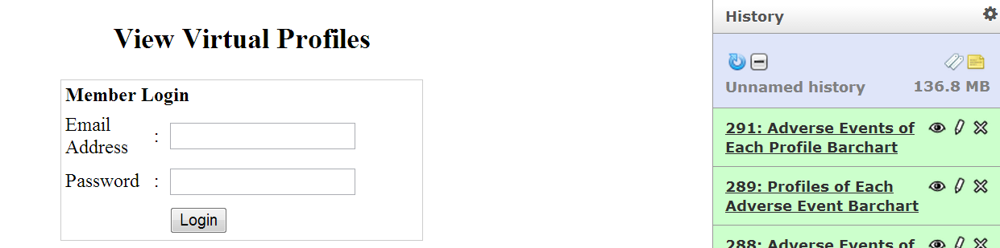 View Virtual Profiles
Member Login
Email
Address :
Password :
Login
History
Unnamed history 136.8 MB
291: Adverse Events of
Each Profile Barchart
289: Profiles of Each
Adverse Event Barchart
288: Adverse Events of